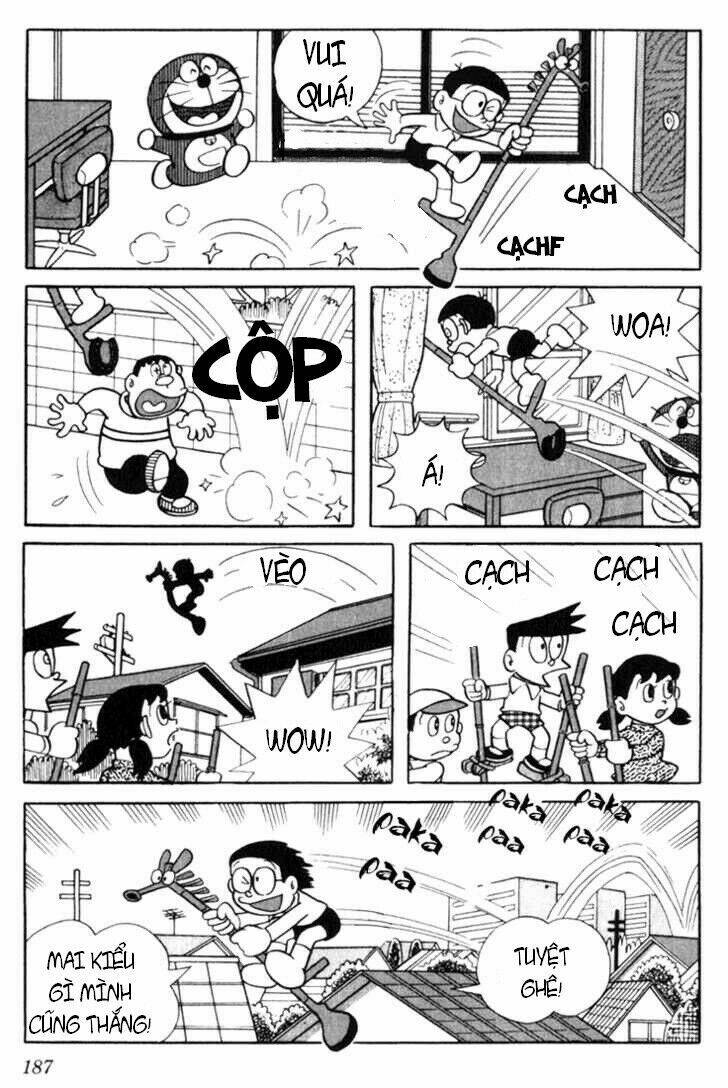 VUI
QUÁ!
CẠCH
CẠCHF
CỘP
WOA!
Á!
VÈO
WOW!
CẠCH
CẠCH
CẠCH
PAKA
PAA
PAKA
PAA
PAKA
PAA
MAI KIỂU
GÌ MÌNH
CŨNG THẮNG!
TUYỆT
GHÊ!
187